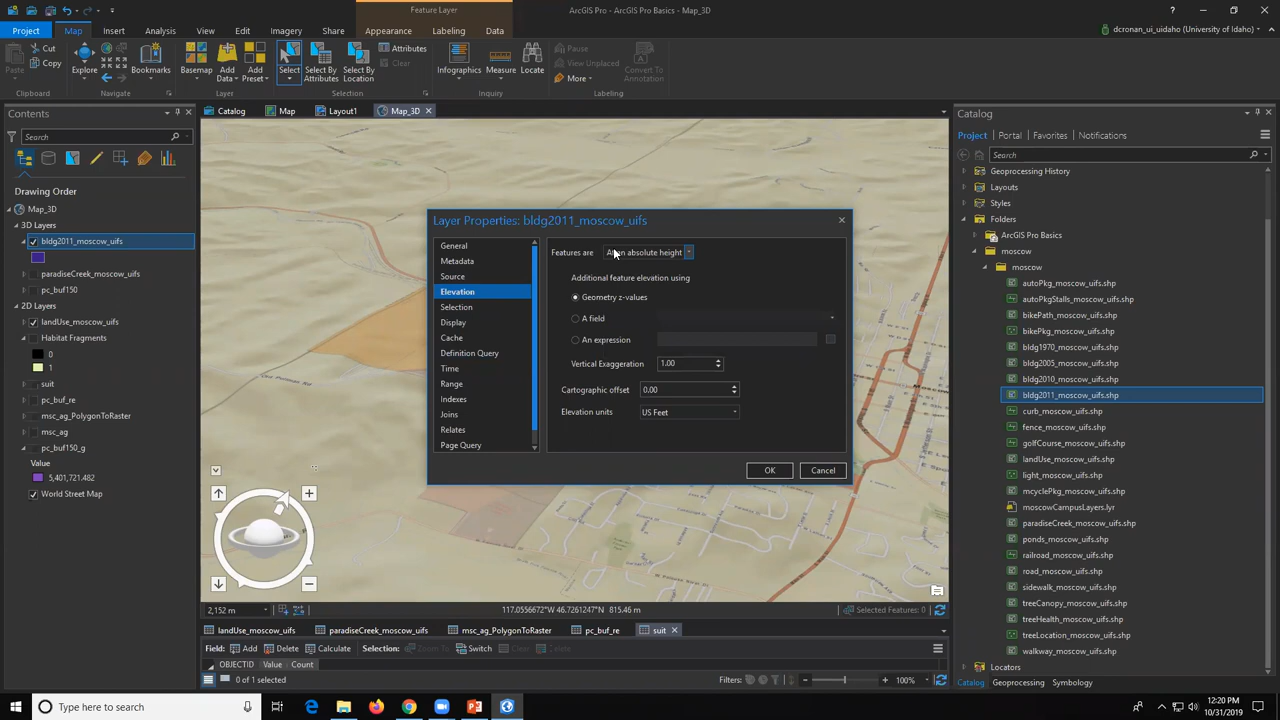 Feature Layer
ArcGIS Pro - ArcGIS Pro Basics - Map_3D
?
Project
Map
Insert
Analysis
View
Edit
Imagery
Share
Appearance
Labeling
Data
dcronan_ui_uidaho (University of Idaho)
Paste
Cut
Copy
Clipboard
Explore
Bookmarks
Navigate
Basemap
Add Data
Add Preset
Layer
Select
Select By Attributes
Select By Location
Attributes
Clear
Selection
Infographics
Measure
Locate
Inquiry
Pause
View Unplaced
More
Convert To Annotation
Labeling
Contents
Search
Drawing Order
Map_3D
3D Layers
bldg2011_moscow_uifs
paradiseCreek_moscow_uifs
pc_buf150
2D Layers
landUse_moscow_uifs
Habitat Fragments
0
1
suit
pc_buf_re
msc_ag_PolygonToRaster
msc_ag
pc_buf150_g
Value
5,401,721.482
World Street Map
Catalog
Map
Layout1
Map_3D
Layer Properties: bldg2011_moscow_uifs
General
Metadata
Source
Elevation
Selection
Display
Cache
Definition Query
Time
Range
Indexes
Joins
Relates
Page Query
Features are
At an absolute height
Additional feature elevation using
Geometry z-values
A field
An expression
Vertical Exaggeration
1.00
Cartographic offset
0.00
Elevation units
US Feet
OK
Cancel
2,152 m
117.0556672°W 46.7261247°N
815.46 m
Selected Features: 0
landUse_moscow_uifs
paradiseCreek_moscow_uifs
msc_ag_PolygonToRaster
pc_buf_re
suit
Field:
Add
Delete
Calculate
Selection:
Zoom To
Switch
Clear
Delete
OBJECTID
Value
Count
0 of 1 selected
Filters:
100%
Catalog
Project
Portal
Favorites
Notifications
Search
Geoprocessing History
Layouts
Styles
Folders
ArcGIS Pro Basics
moscow
moscow
autoPkg_moscow_uifs.shp
autoPkgStalls_moscow_uifs.shp
bikePath_moscow_uifs.shp
bikePkg_moscow_uifs.shp
bldg1970_moscow_uifs.shp
bldg2005_moscow_uifs.shp
bldg2010_moscow_uifs.shp
bldg2011_moscow_uifs.shp
curb_moscow_uifs.shp
fence_moscow_uifs.shp
golfCourse_moscow_uifs.shp
landUse_moscow_uifs.shp
light_moscow_uifs.shp
mcyclePkg_moscow_uifs.shp
moscowCampusLayers.lyr
paradiseCreek_moscow_uifs.shp
ponds_moscow_uifs.shp
railroad_moscow_uifs.shp
road_moscow_uifs.shp
sidewalk_moscow_uifs.shp
treeCanopy_moscow_uifs.shp
treeHealth_moscow_uifs.shp
treeLocation_moscow_uifs.shp
walkway_moscow_uifs.shp
Locators
Catalog
Geoprocessing
Symbology
Type here to search
12:20 PM
10/31/2019